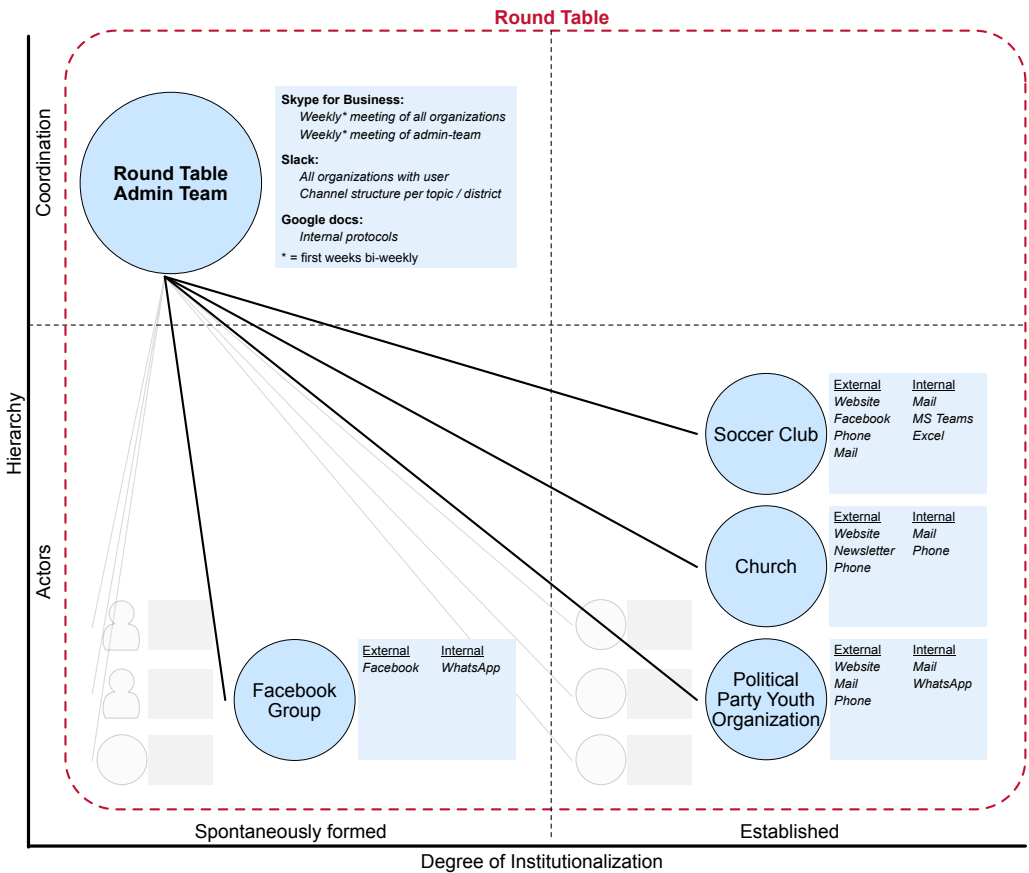 Round Table
Coordination
Round Table
Admin Team
Skype for Business:
Weekly* meeting of all organizations
Weekly* meeting of admin-team
Slack:
All organizations with user
Channel structure per topic / district
Google docs:
Internal protocols
* = first weeks bi-weekly
Hierarchy
Actors
Soccer Club
External Internal
Website Mail
Facebook MS Teams
Phone Excel
Mail
Church
External Internal
Website Mail
Newsletter Phone
Phone
Facebook
Group
External Internal
Facebook WhatsApp
Political
Party Youth
Organization
External Internal
Website Mail
Mail WhatsApp
Phone
Spontaneously formed
Established
Degree of Institutionalization